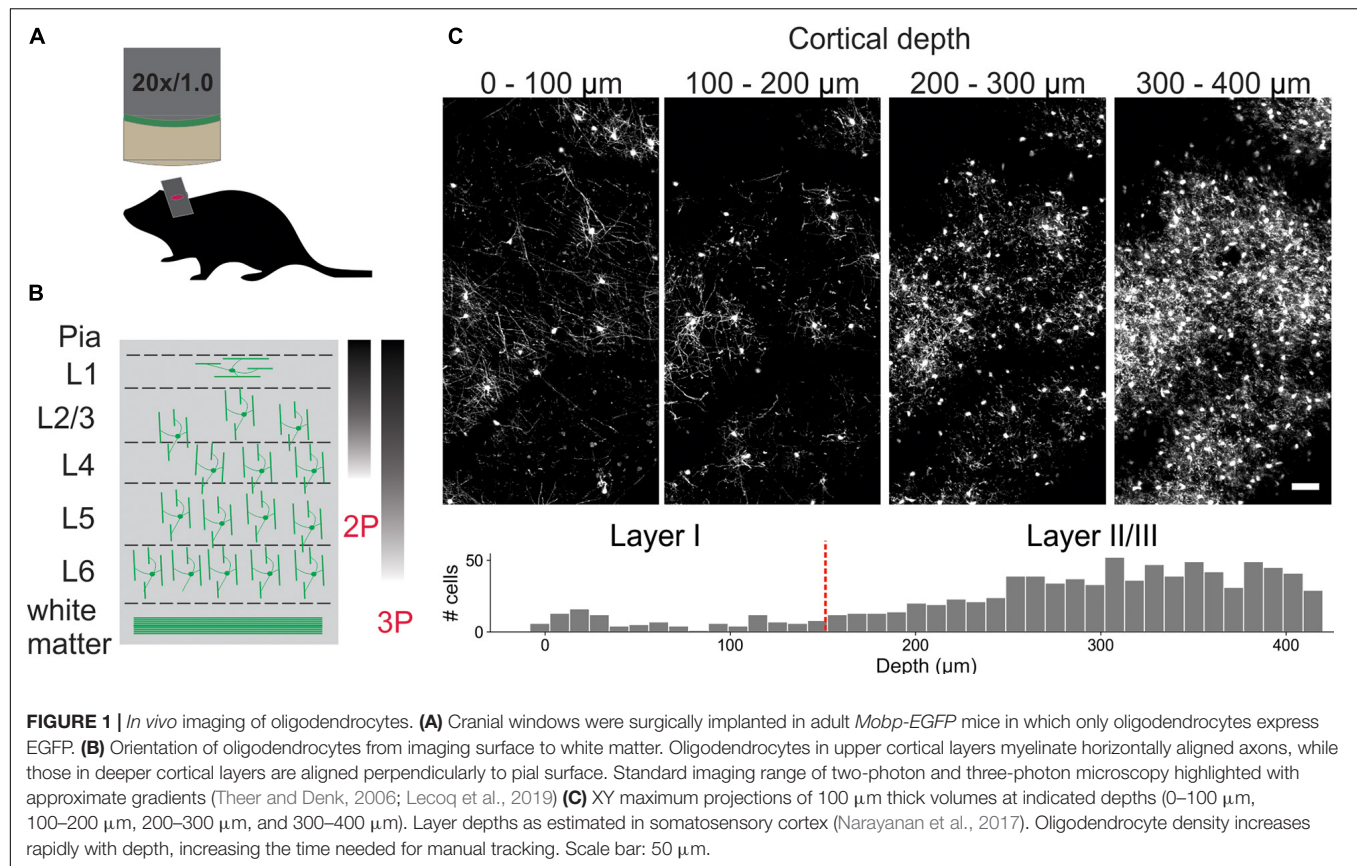 A
20x/1.0
B
Pia
L1
L2/3
L4
L5
L6
white
matter
2P
3P
C
Cortical depth
0 - 100 µm 100 - 200 µm 200 - 300 µm 300 - 400 µm
Layer I Layer II/III
# cells
50
0
0 100 200 300 400
Depth (µm)
FIGURE 1 | In vivo imaging of oligodendrocytes. (A) Cranial windows were surgically implanted in adult Mobp-EGFP mice in which only oligodendrocytes express
EGFP. (B) Orientation of oligodendrocytes from imaging surface to white matter. Oligodendrocytes in upper cortical layers myelinate horizontally aligned axons, while
those in deeper cortical layers are aligned perpendicularly to pial surface. Standard imaging range of two-photon and three-photon microscopy highlighted with
approximate gradients (Theer and Denk, 2006; Lecoq et al., 2019) (C) XY maximum projections of 100 µm thick volumes at indicated depths (0–100 µm,
100–200 µm, 200–300 µm, and 300–400 µm). Layer depths as estimated in somatosensory cortex (Narayanan et al., 2017). Oligodendrocyte density increases
rapidly with depth, increasing the time needed for manual tracking. Scale bar: 50 µm.